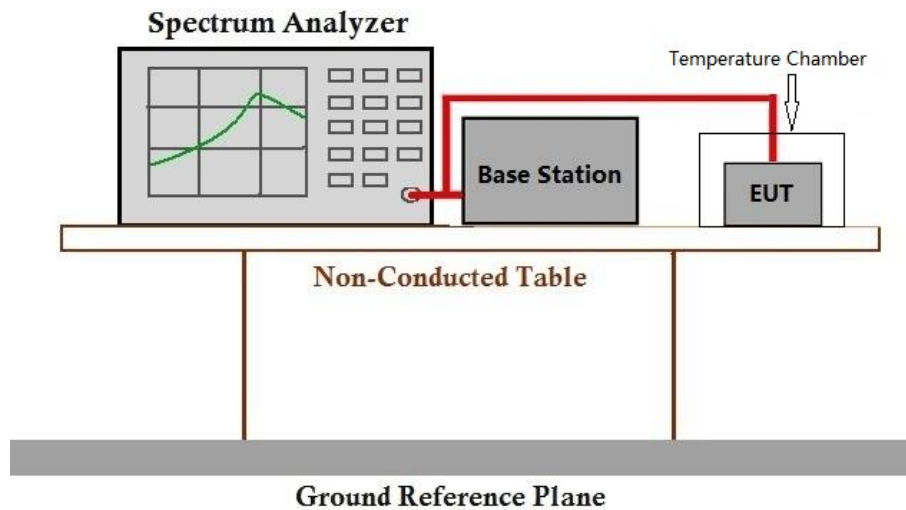 Spectrum Analyzer
Temperature Chamber
Base Station
EUT
Non-Conducted Table
Ground Reference Plane